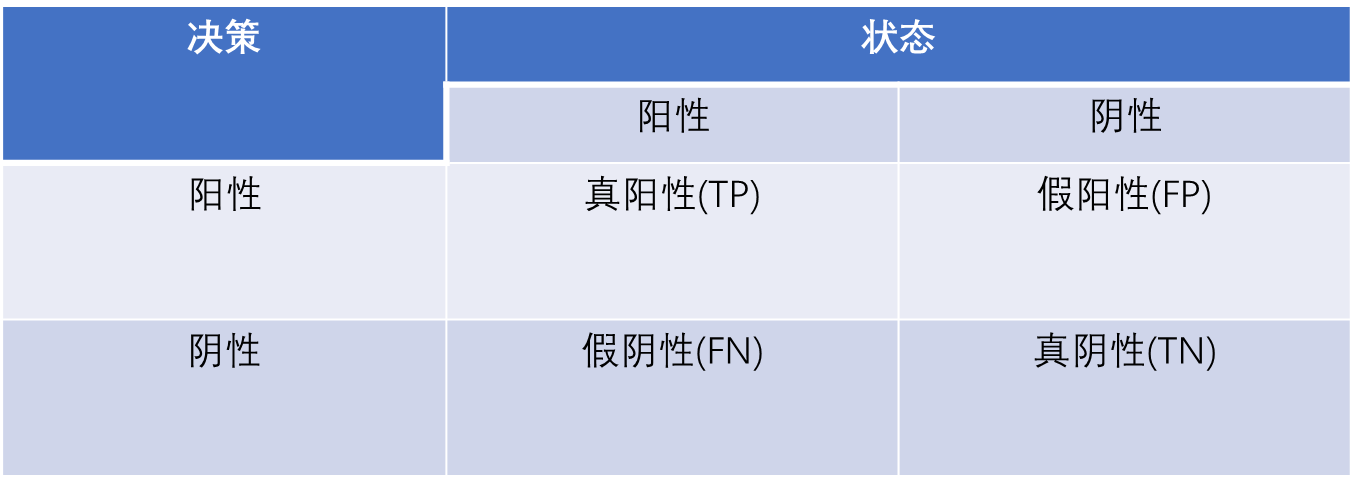 决策
状态
阳性
阴性
阳性
真阳性(TP)
假阳性(FP)
阴性
假阴性(FN)
真阴性(TN)